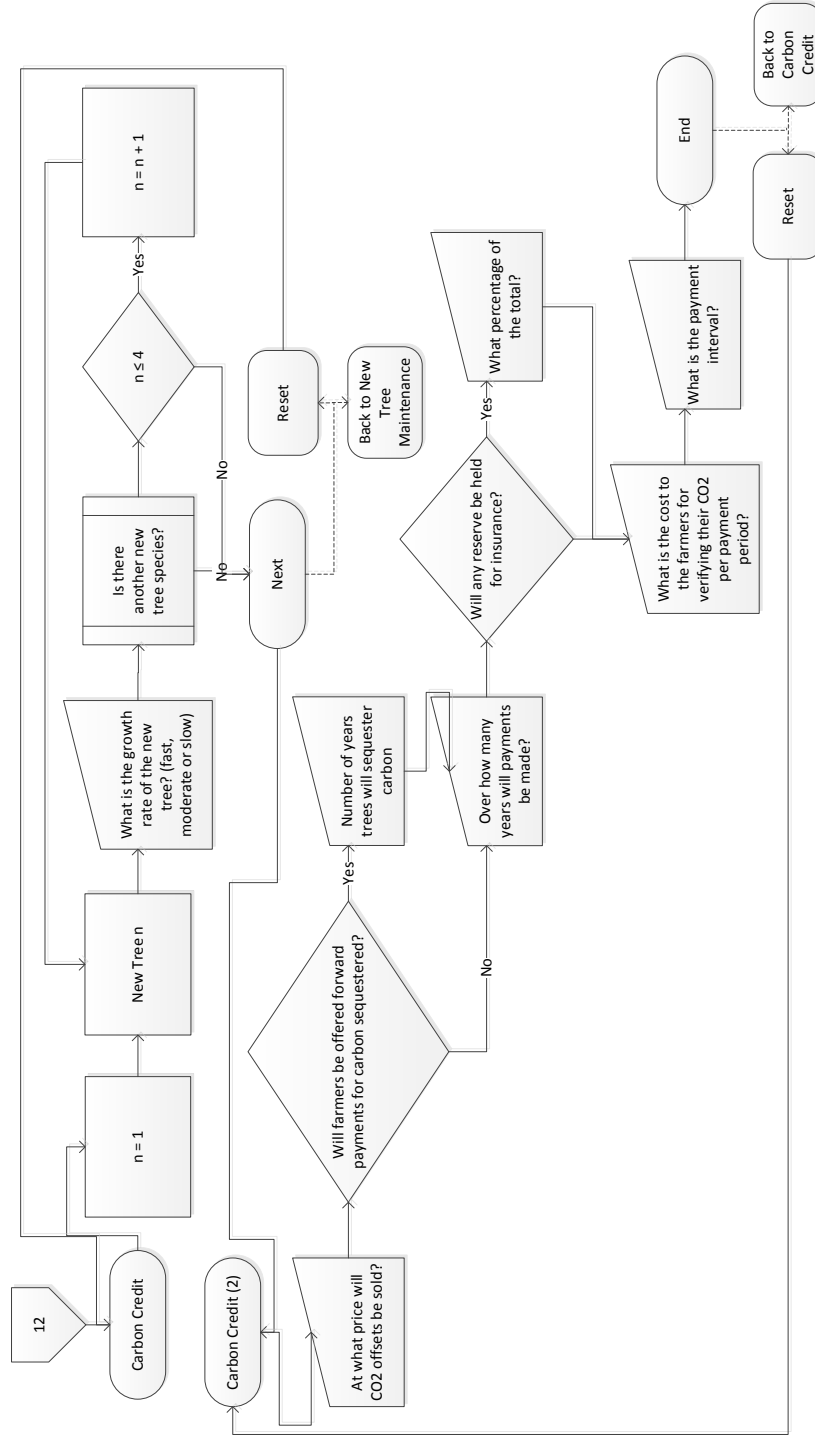 12
Carbon Credit
n = 1
New Tree n
What is the growth
rate of the new
tree? (fast,
moderate or slow)
Is there
another new
tree species?
n ≤ 4
Yes
n = n + 1
No
No
Next
Reset
Back to New
Tree
Maintenance
Carbon Credit (2)
At what price will
CO2 offsets be sold?
Will farmers be offered forward
payments for carbon sequestered?
Yes
No
Number of years
trees will sequester
carbon
Over how many
years will payments
be made?
Will any reserve be held
for insurance?
Yes
What percentage of
the total?
What is the cost to
the farmers for
verifying their CO2
per payment
period?
What is the payment
interval?
End
Reset
Back to
Carbon
Credit